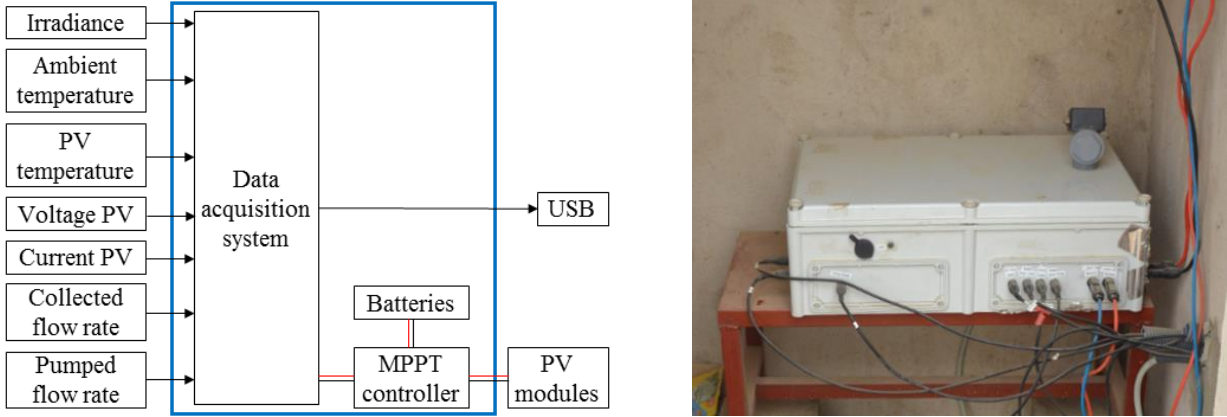 Irradiance
Ambient
temperature
PV
temperature
Voltage PV
Current PV
Collected
flow rate
Pumped
flow rate
Data
acquisition
system
Batteries
MPPT
controller
USB
PV
modules